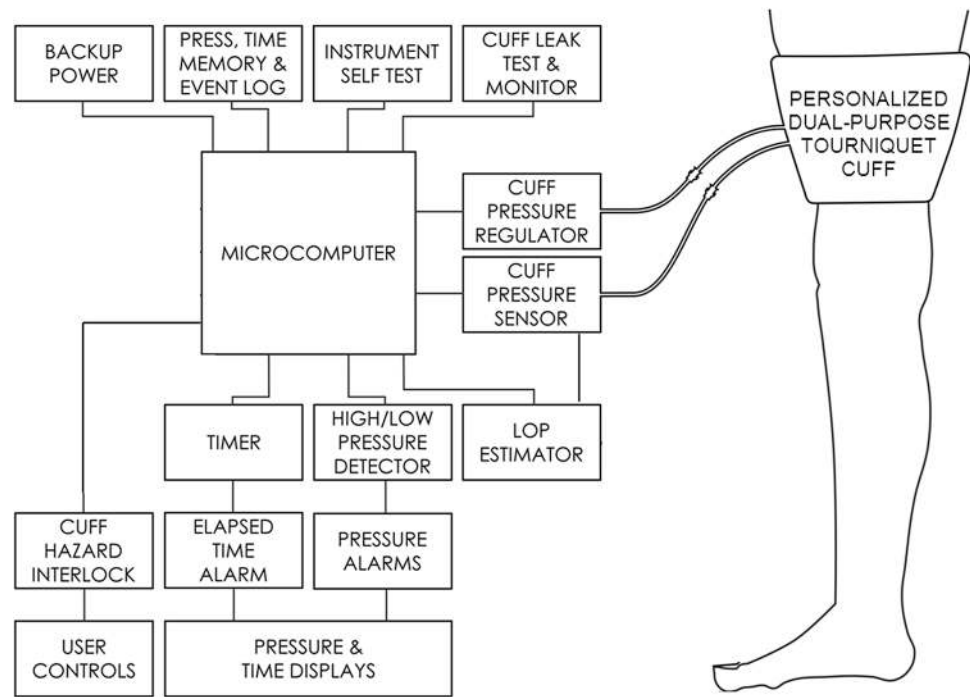 BACKUP
POWER
PRESS, TIME
MEMORY &
EVENT LOG
INSTRUMENT
SELF TEST
CUFF LEAK
TEST &
MONITOR
PERSONALIZED
DUAL-PURPOSE
TOURNIQUET
CUFF
MICROCOMPUTER
CUFF
PRESSURE
REGULATOR
CUFF
PRESSURE
SENSOR
TIMER
HIGH/LOW
PRESSURE
DETECTOR
LOP
ESTIMATOR
CUFF
HAZARD
INTERLOCK
ELAPSED
TIME
ALARM
PRESSURE
ALARMS
USER
CONTROLS
PRESSURE &
TIME DISPLAYS